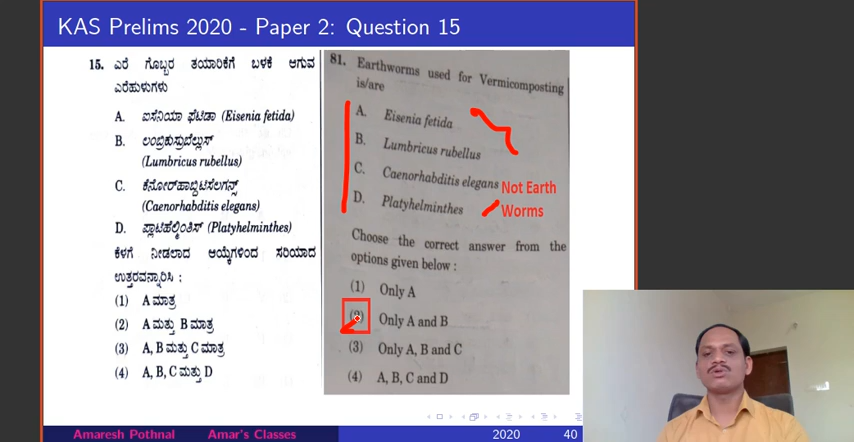 KAS Prelims 2020 - Paper 2: Question 15
15. ಎರೆ ಗೊಬ್ಬರ ತಯಾರಿಕೆಗೆ ಬಳಕೆ ಆಗುವ
ಎರೆಹುಳುಗಳು
A. ಐಸೆನಿಯಾ ಫೆಟಿಡಾ (Eisenia fetida)
B. ಲಂಬ್ರಿಕುಸ್ರುಬೆಲ್ಲುಸ್
(Lumbricus rubellus)
C. ಕೆನೋರ್‌ಹಾಬ್ಡಿಟಿಸೆಲಗನ್ಸ್
(Caenorhabditis elegans)
D. ಪ್ಲಾಟಿಹೆಲ್ಮಿಂತಿಸ್ (Platyhelminthes)
ಕೆಳಗೆ ನೀಡಲಾದ ಆಯ್ಕೆಗಳಿಂದ ಸರಿಯಾದ
ಉತ್ತರವನ್ನಾರಿಸಿ :
(1) A ಮಾತ್ರ
(2) A ಮತ್ತು B ಮಾತ್ರ
(3) A, B ಮತ್ತು C ಮಾತ್ರ
(4) A, B, C ಮತ್ತು D
81. Earthworms used for Vermicomposting
is/are
A. Eisenia fetida
B. Lumbricus rubellus
C. Caenorhabditis elegans Not Earth
D. Platyhelminthes Worms
Choose the correct answer from the
options given below :
(1) Only A
(2) Only A and B
(3) Only A, B and C
(4) A, B, C and D
Amaresh Pothnal Amar's Classes 2020 40